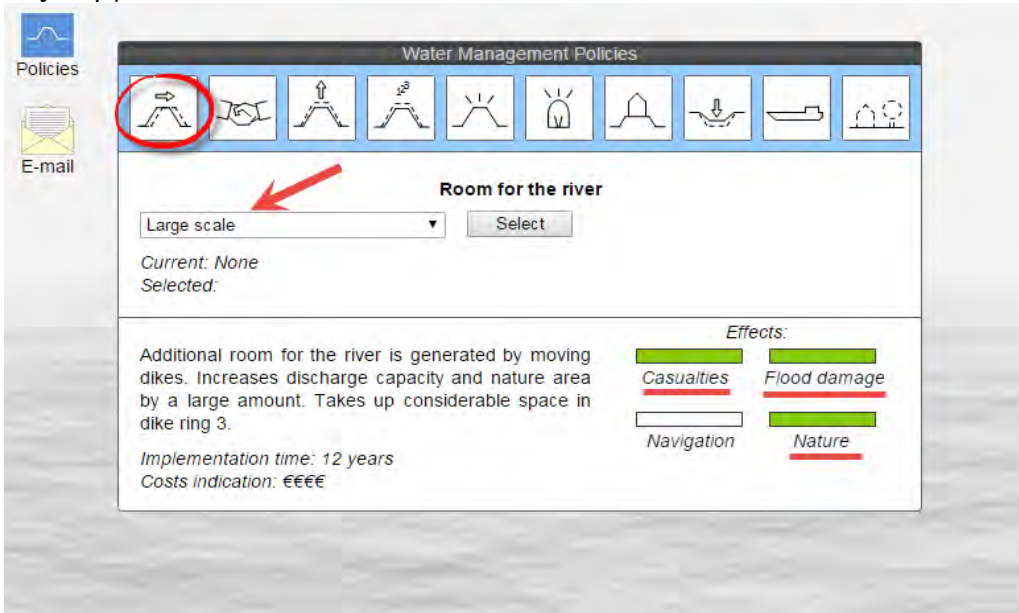 Policies
E-mail
Water Management Policies
123
Room for the river
Large scale
Select
Current: None
Selected:
Additional room for the river is generated by moving
dikes. Increases discharge capacity and nature area
by a large amount. Takes up considerable space in
dike ring 3.
Implementation time: 12 years
Costs indication: €€€€
Effects:
Casualties Flood damage
Navigation Nature